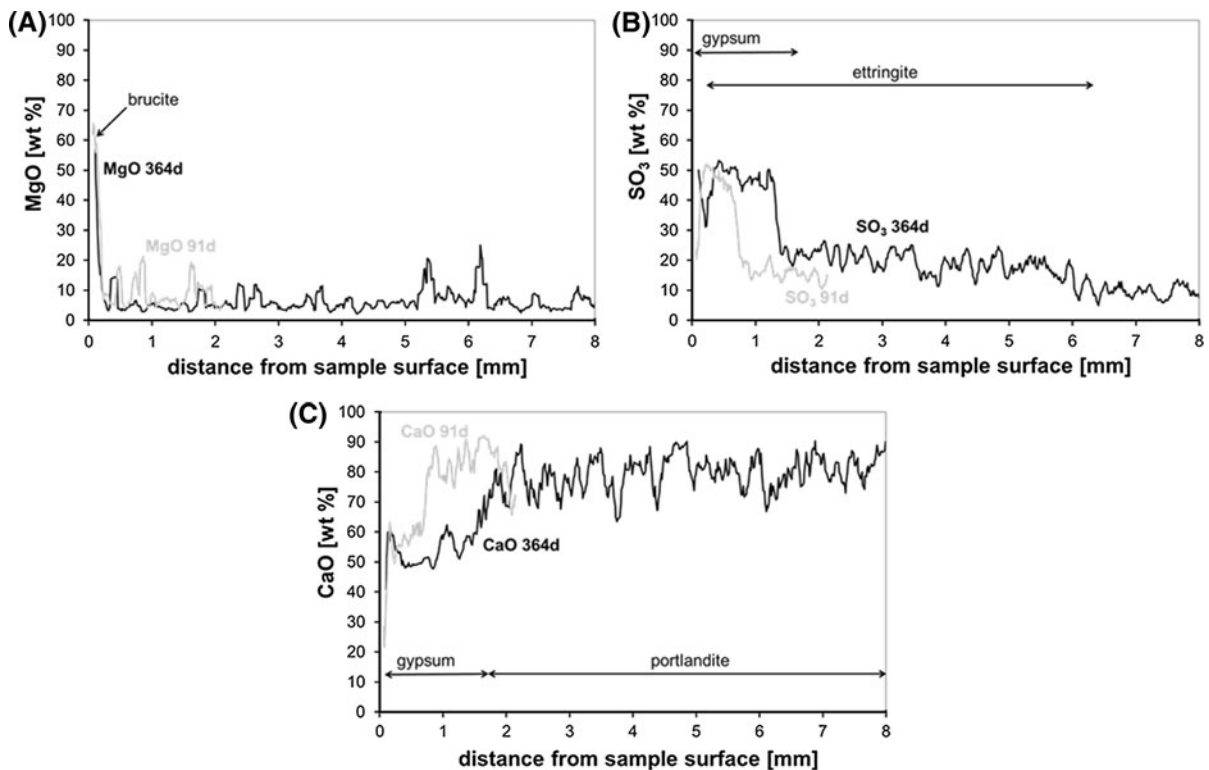 (A)
MgO [wt %]
100
90
80
70
60
50
40
30
20
10
0
brucite
MgO 364d
MgO 91d
0 1 2 3 4 5 6 7 8
distance from sample surface [mm]
(B)
SO₃ [wt %]
100
90
80
70
60
50
40
30
20
10
0
gypsum
ettringite
SO₃ 364d
SO₃ 91d
0 1 2 3 4 5 6 7 8
distance from sample surface [mm]
(C)
CaO [wt %]
100
90
80
70
60
50
40
30
20
10
0
CaO 91d
CaO 364d
gypsum
portlandite
0 1 2 3 4 5 6 7 8
distance from sample surface [mm]